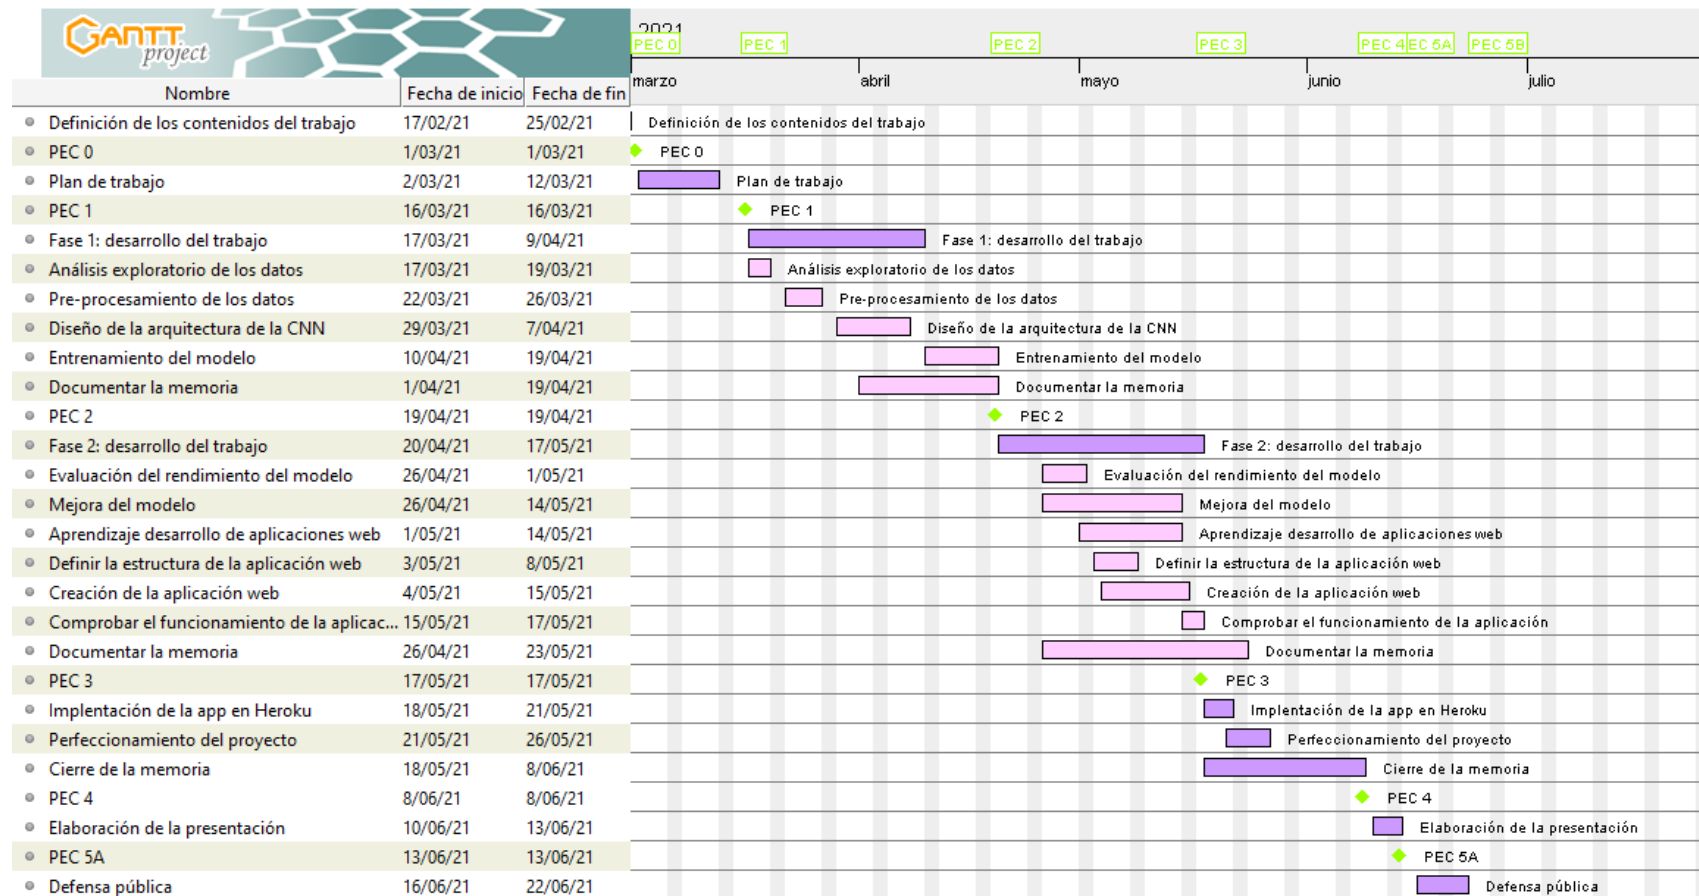 GANTT project
2021
PEC 0 PEC 1 PEC 2 PEC 3 PEC 4 EC 5A PEC 5B
marzo abril mayo junio julio
Nombre Fecha de inicio Fecha de fin
Definición de los contenidos del trabajo 17/02/21 25/02/21 Definición de los contenidos del trabajo
PEC 0 1/03/21 1/03/21 PEC 0
Plan de trabajo 2/03/21 12/03/21 Plan de trabajo
PEC 1 16/03/21 16/03/21 PEC 1
Fase 1: desarrollo del trabajo 17/03/21 9/04/21 Fase 1: desarrollo del trabajo
Análisis exploratorio de los datos 17/03/21 19/03/21 Análisis exploratorio de los datos
Pre-procesamiento de los datos 22/03/21 26/03/21 Pre-procesamiento de los datos
Diseño de la arquitectura de la CNN 29/03/21 7/04/21 Diseño de la arquitectura de la CNN
Entrenamiento del modelo 10/04/21 19/04/21 Entrenamiento del modelo
Documentar la memoria 1/04/21 19/04/21 Documentar la memoria
PEC 2 19/04/21 19/04/21 PEC 2
Fase 2: desarrollo del trabajo 20/04/21 17/05/21 Fase 2: desarrollo del trabajo
Evaluación del rendimiento del modelo 26/04/21 1/05/21 Evaluación del rendimiento del modelo
Mejora del modelo 26/04/21 14/05/21 Mejora del modelo
Aprendizaje desarrollo de aplicaciones web 1/05/21 14/05/21 Aprendizaje desarrollo de aplicaciones web
Definir la estructura de la aplicación web 3/05/21 8/05/21 Definir la estructura de la aplicación web
Creación de la aplicación web 4/05/21 15/05/21 Creación de la aplicación web
Comprobar el funcionamiento de la aplicac... 15/05/21 17/05/21 Comprobar el funcionamiento de la aplicación
Documentar la memoria 26/04/21 23/05/21 Documentar la memoria
PEC 3 17/05/21 17/05/21 PEC 3
Implentación de la app en Heroku 18/05/21 21/05/21 Implentación de la app en Heroku
Perfeccionamiento del proyecto 21/05/21 26/05/21 Perfeccionamiento del proyecto
Cierre de la memoria 18/05/21 8/06/21 Cierre de la memoria
PEC 4 8/06/21 8/06/21 PEC 4
Elaboración de la presentación 10/06/21 13/06/21 Elaboración de la presentación
PEC 5A 13/06/21 13/06/21 PEC 5A
Defensa pública 16/06/21 22/06/21 Defensa pública